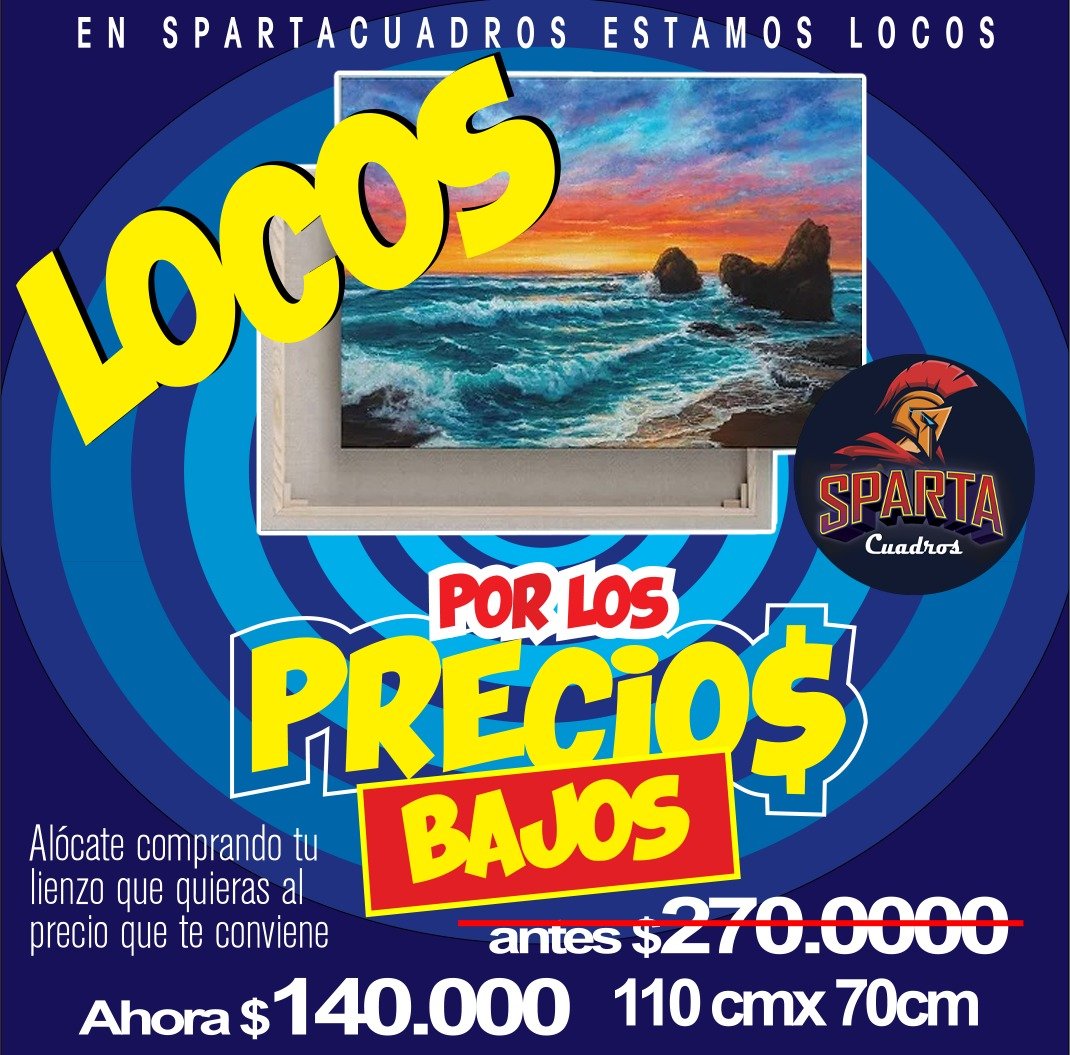 EN SPARTACUADROS ESTAMOS LOCOS
LOCOS
SPARTA
Cuadros
POR LOS
PRECiO$
BAJOS
Alócate comprando tu
lienzo que quieras al
precio que te conviene
antes $270.0000
Ahora $140.000
110 cmx 70cm